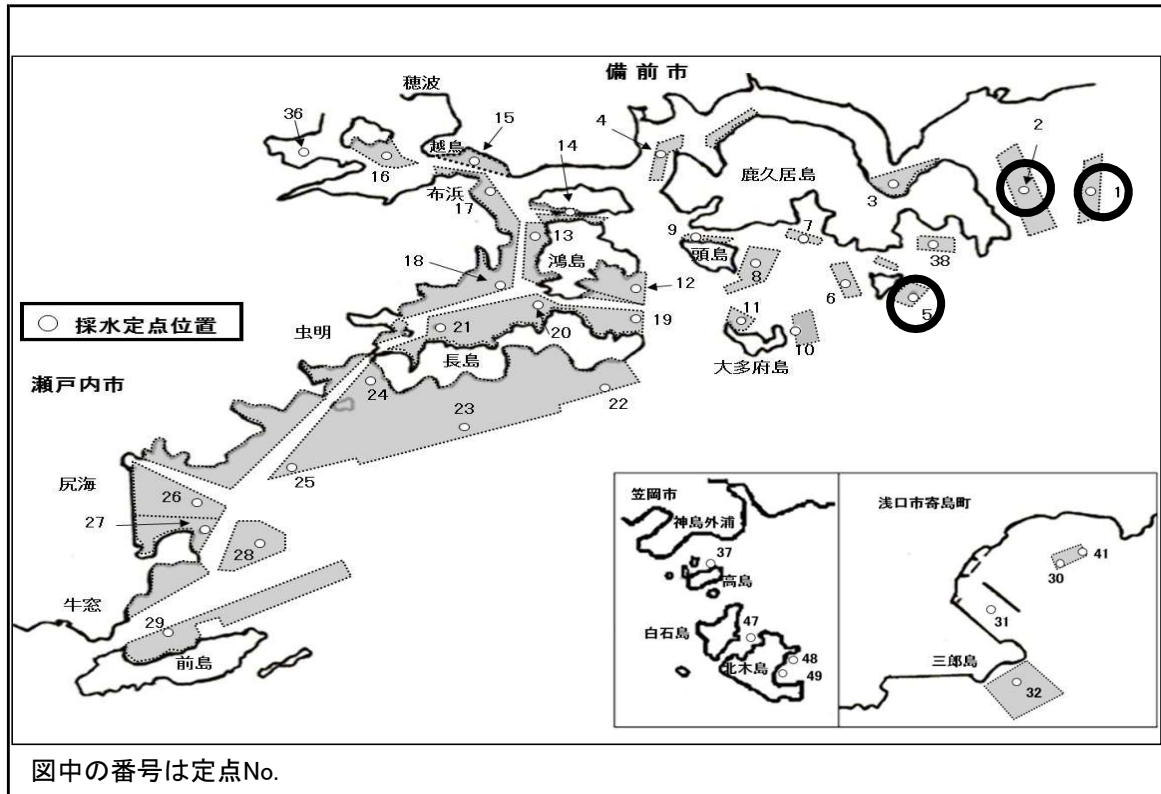 備前市
穂波
36
15
4
2
14
越島
16
鹿久居島
3
1
布浜
17
7
9
13
頭島
38
鴻島
18
8
12
6
5
○ 採水定点位置
11
19
21
20
10
虫明
長島
大多府島
瀬戸内市
24
22
23
25
尻海
26
27
28
牛窓
29
前島
笠岡市
神島外浦
37
高島
白石島
47
北木島
48
49
浅口市寄島町
41
30
31
三郎島
32
図中の番号は定点No.